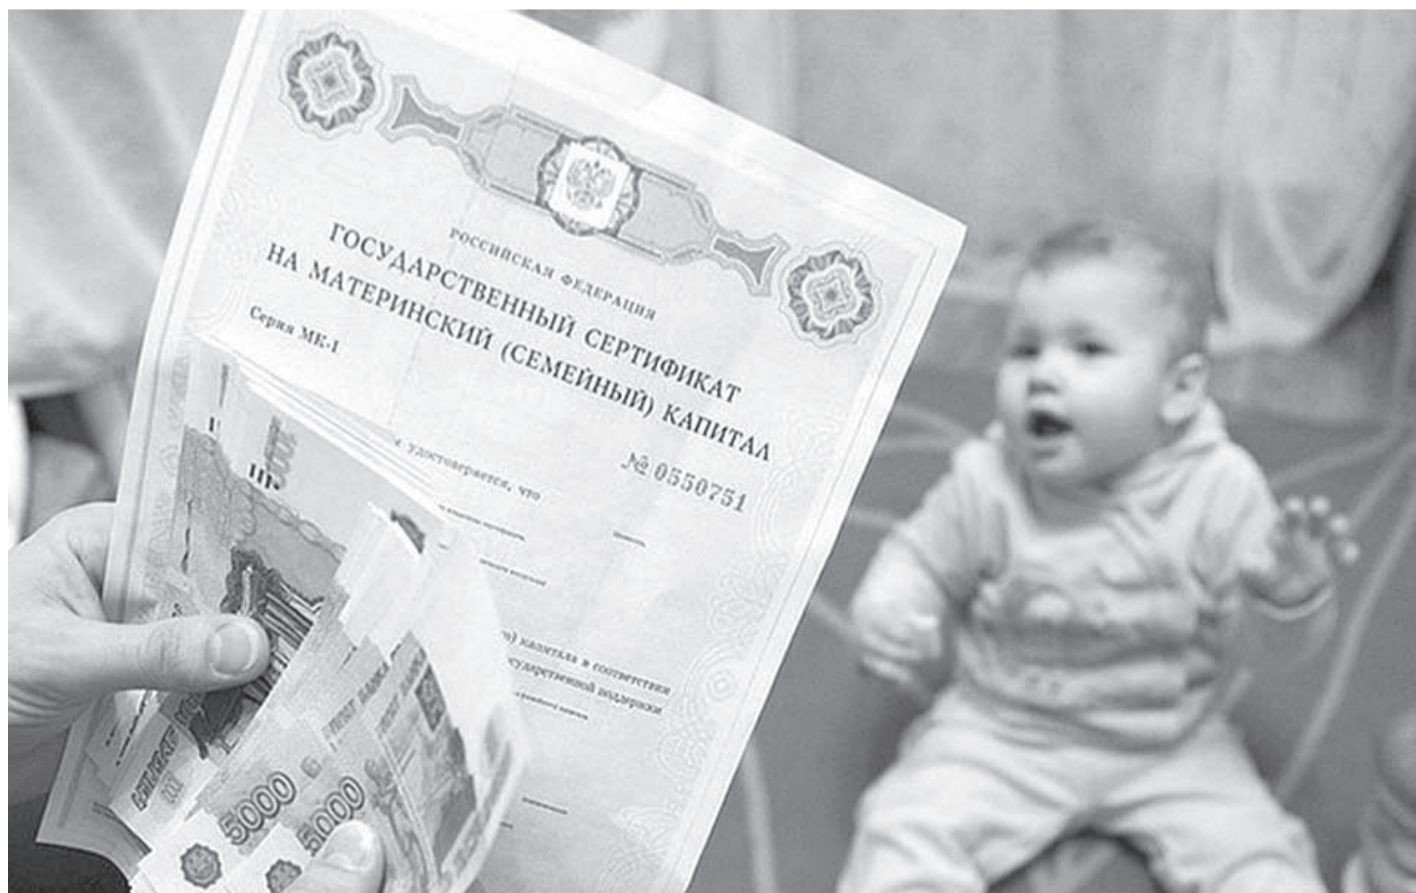 РОССИЙСКАЯ ФЕДЕРАЦИЯ
ГОСУДАРСТВЕННЫЙ СЕРТИФИКАТ
НА МАТЕРИНСКИЙ (СЕМЕЙНЫЙ) КАПИТАЛ
Серия МК-I
№ 0550751
удостоверяется, что
капитала в соответствии
государственной поддержки
5000
5000